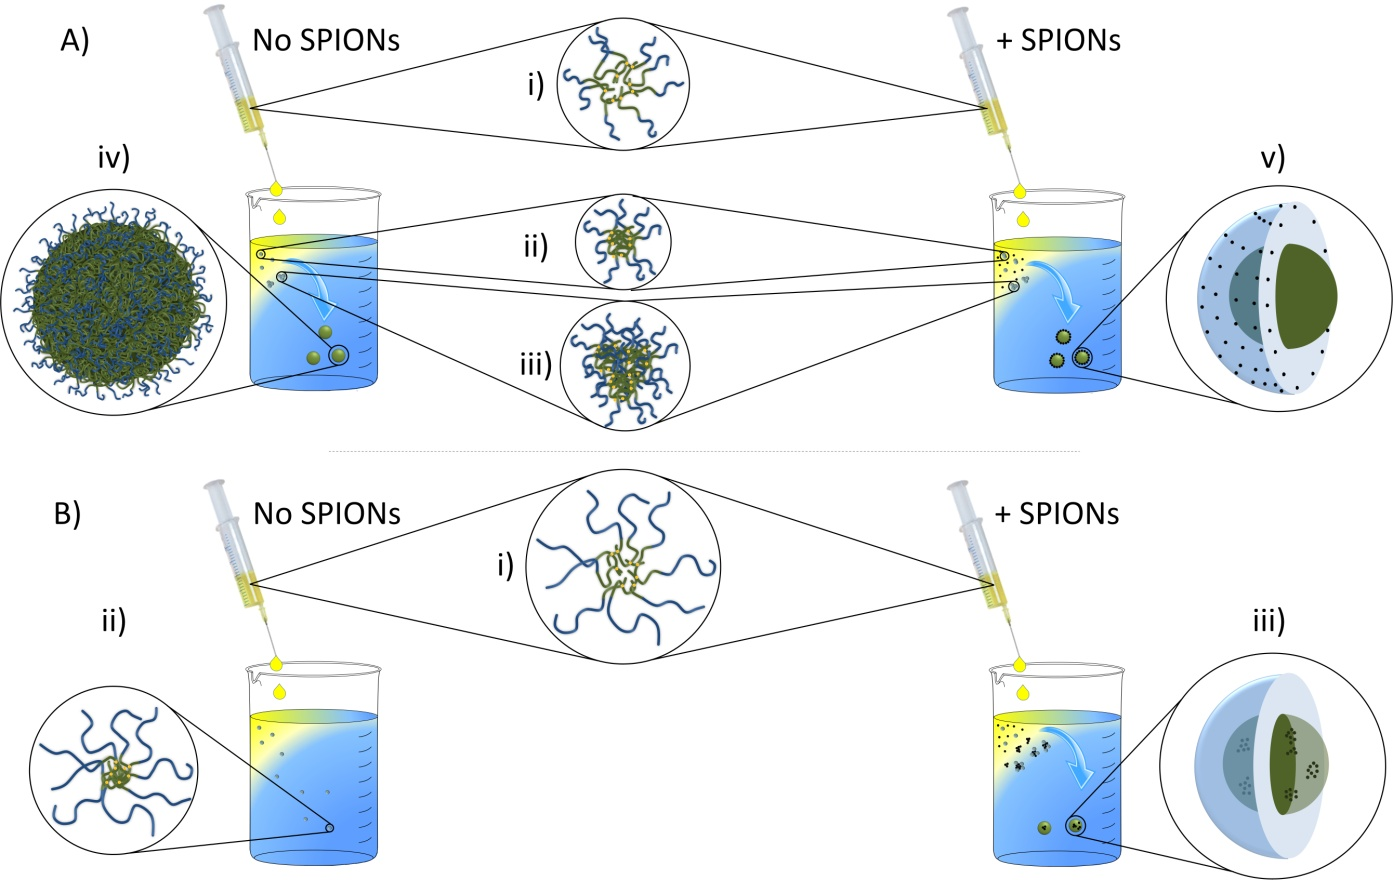 A)
No SPIONs
+ SPIONs
i)
iv)
v)
ii)
iii)
B)
No SPIONs
+ SPIONs
i)
ii)
iii)